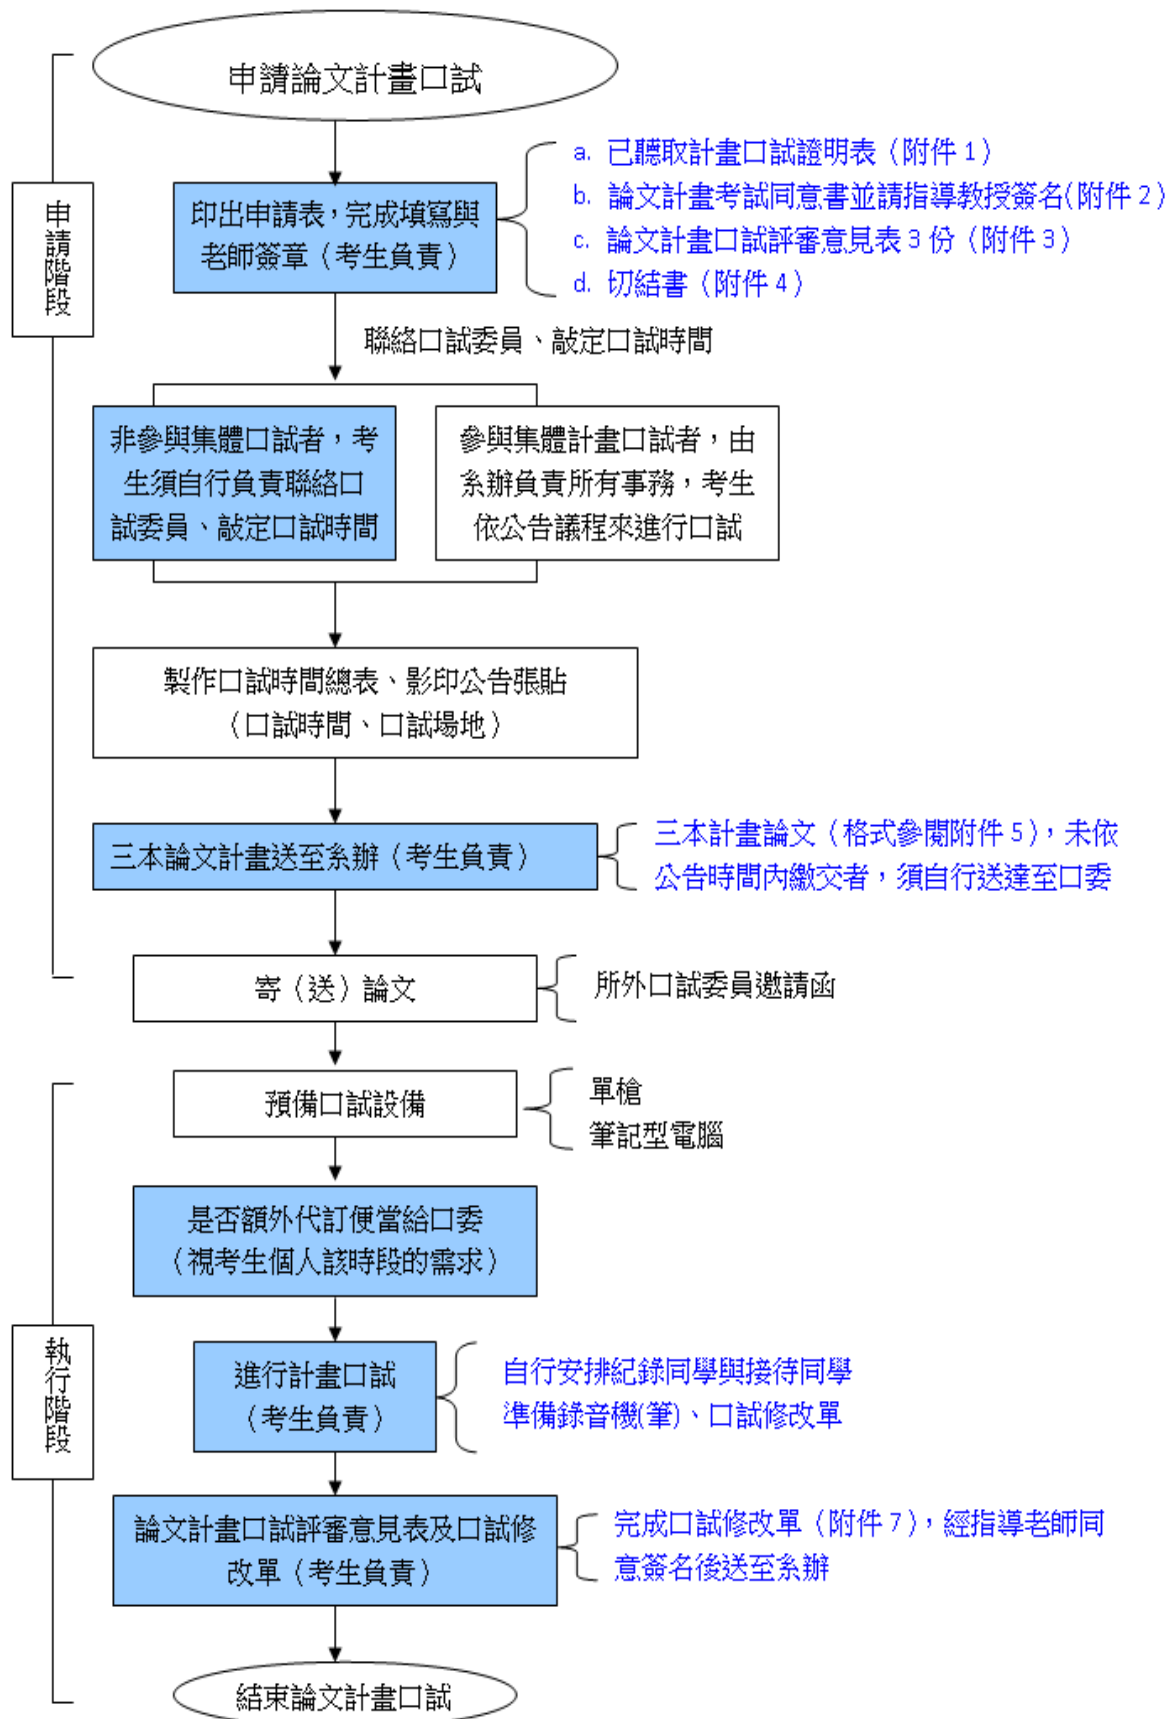 申請論文計畫口試
申請階段
印出申請表，完成填寫與
老師簽章（考生負責）
a. 已聽取計畫口試證明表（附件 1）
b. 論文計畫考試同意書並請指導教授簽名(附件 2)
c. 論文計畫口試評審意見表 3 份（附件 3）
d. 切結書（附件 4）
聯絡口試委員、敲定口試時間
非參與集體口試者，考
生須自行負責聯絡口
試委員、敲定口試時間
參與集體計畫口試者，由
系辦負責所有事務，考生
依公告議程來進行口試
製作口試時間總表、影印公告張貼
（口試時間、口試場地）
三本論文計畫送至系辦（考生負責）
三本計畫論文（格式參閱附件 5），未依
公告時間內繳交者，須自行送達至口委
寄（送）論文
所外口試委員邀請函
執行階段
預備口試設備
單槍
筆記型電腦
是否額外代訂便當給口委
（視考生個人該時段的需求）
進行計畫口試
（考生負責）
自行安排紀錄同學與接待同學
準備錄音機(筆)、口試修改單
論文計畫口試評審意見表及口試修
改單（考生負責）
完成口試修改單（附件 7），經指導老師同
意簽名後送至系辦
結束論文計畫口試